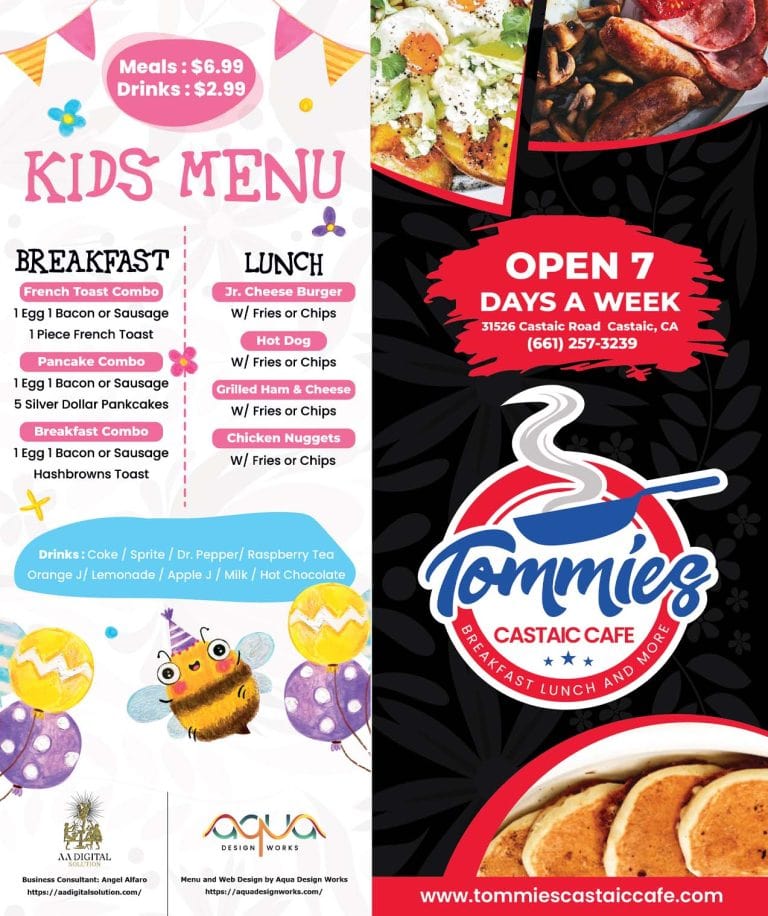 Meals : $6.99
Drinks : $2.99
KIDS MENU
BREAKFAST
French Toast Combo
1 Egg 1 Bacon or Sausage
1 Piece French Toast
Pancake Combo
1 Egg 1 Bacon or Sausage
5 Silver Dollar Pankcakes
Breakfast Combo
1 Egg 1 Bacon or Sausage
Hashbrowns Toast
LUNCH
Jr. Cheese Burger
W/ Fries or Chips
Hot Dog
W/ Fries or Chips
Grilled Ham & Cheese
W/ Fries or Chips
Chicken Nuggets
W/ Fries or Chips
Drinks : Coke / Sprite / Dr. Pepper/ Raspberry Tea
Orange J/ Lemonade / Apple J / Milk / Hot Chocolate
AA DIGITAL
SOLUTION
Business Consultant: Angel Alfaro
https://aadigitalsolution.com/
aqua
DESIGN WORKS
Menu and Web Design by Aqua Design Works
https://aquadesignworks.com/
OPEN 7
DAYS A WEEK
31526 Castaic Road Castaic, CA
(661) 257-3239
Tommies
CASTAIC CAFE
BREAKFAST LUNCH AND MORE
www.tommiescastaiccafe.com